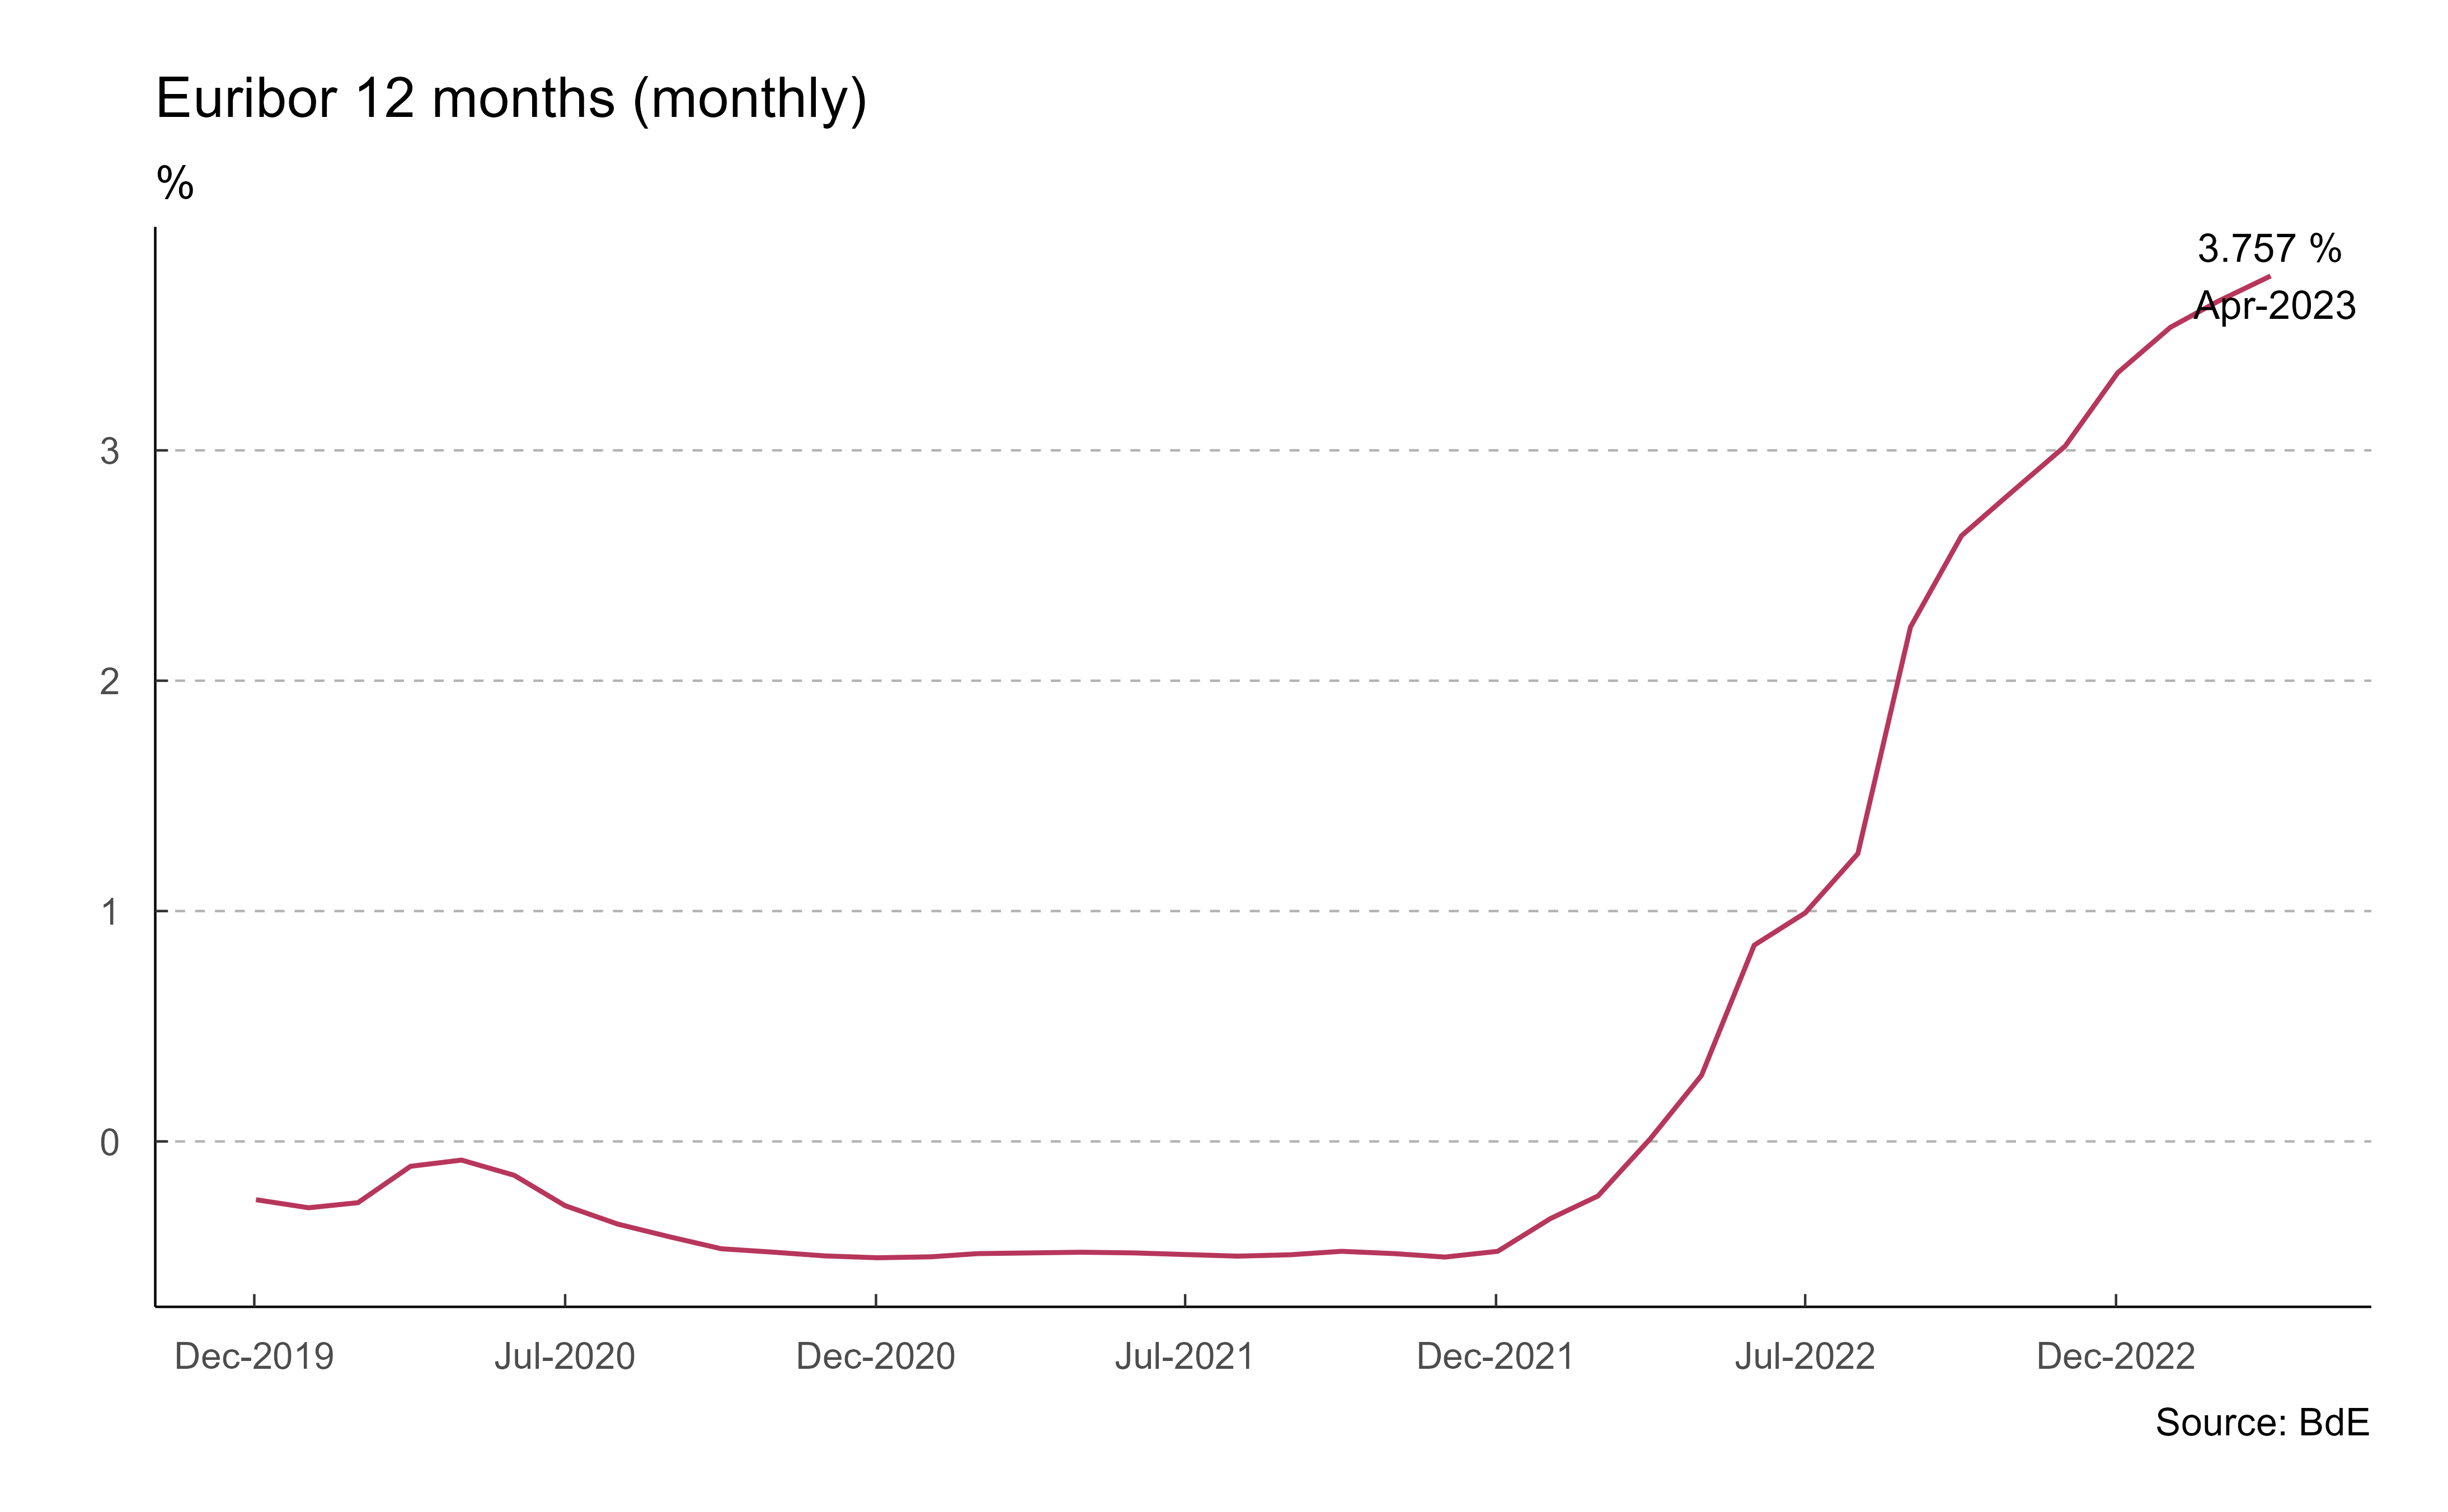 Euribor 12 months (monthly)
%
3.757 %
Apr-2023
3
2
1
0
Dec-2019 Jul-2020 Dec-2020 Jul-2021 Dec-2021 Jul-2022 Dec-2022
Source: BdE